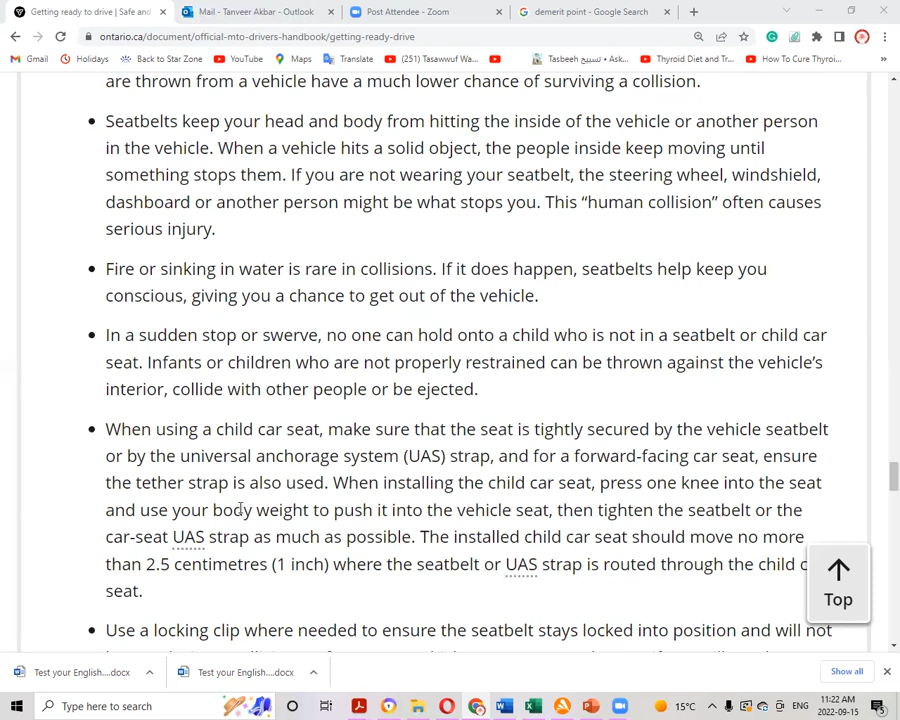 Getting ready to drive | Safe and
Mail - Tanveer Akbar - Outlook
Post Attendee - Zoom
demerit point - Google Search
ontario.ca/document/official-mto-drivers-handbook/getting-ready-drive
Gmail
Holidays
Back to Star Zone
YouTube
Maps
Translate
(251) Tasawwuf Wa...
Tasbeeh تسبيح • Ask...
Thyroid Diet and Tr...
How To Cure Thyroi...
are thrown from a vehicle have a much lower chance of surviving a collision.
• Seatbelts keep your head and body from hitting the inside of the vehicle or another person
in the vehicle. When a vehicle hits a solid object, the people inside keep moving until
something stops them. If you are not wearing your seatbelt, the steering wheel, windshield,
dashboard or another person might be what stops you. This “human collision” often causes
serious injury.
• Fire or sinking in water is rare in collisions. If it does happen, seatbelts help keep you
conscious, giving you a chance to get out of the vehicle.
• In a sudden stop or swerve, no one can hold onto a child who is not in a seatbelt or child car
seat. Infants or children who are not properly restrained can be thrown against the vehicle’s
interior, collide with other people or be ejected.
• When using a child car seat, make sure that the seat is tightly secured by the vehicle seatbelt
or by the universal anchorage system (UAS) strap, and for a forward-facing car seat, ensure
the tether strap is also used. When installing the child car seat, press one knee into the seat
and use your body weight to push it into the vehicle seat, then tighten the seatbelt or the
car-seat UAS strap as much as possible. The installed child car seat should move no more
than 2.5 centimetres (1 inch) where the seatbelt or UAS strap is routed through the child
seat.
Top
• Use a locking clip where needed to ensure the seatbelt stays locked into position and will not
Test your English....docx
Test your English....docx
Show all
Type here to search
15°C
11:22 AM
2022-09-15